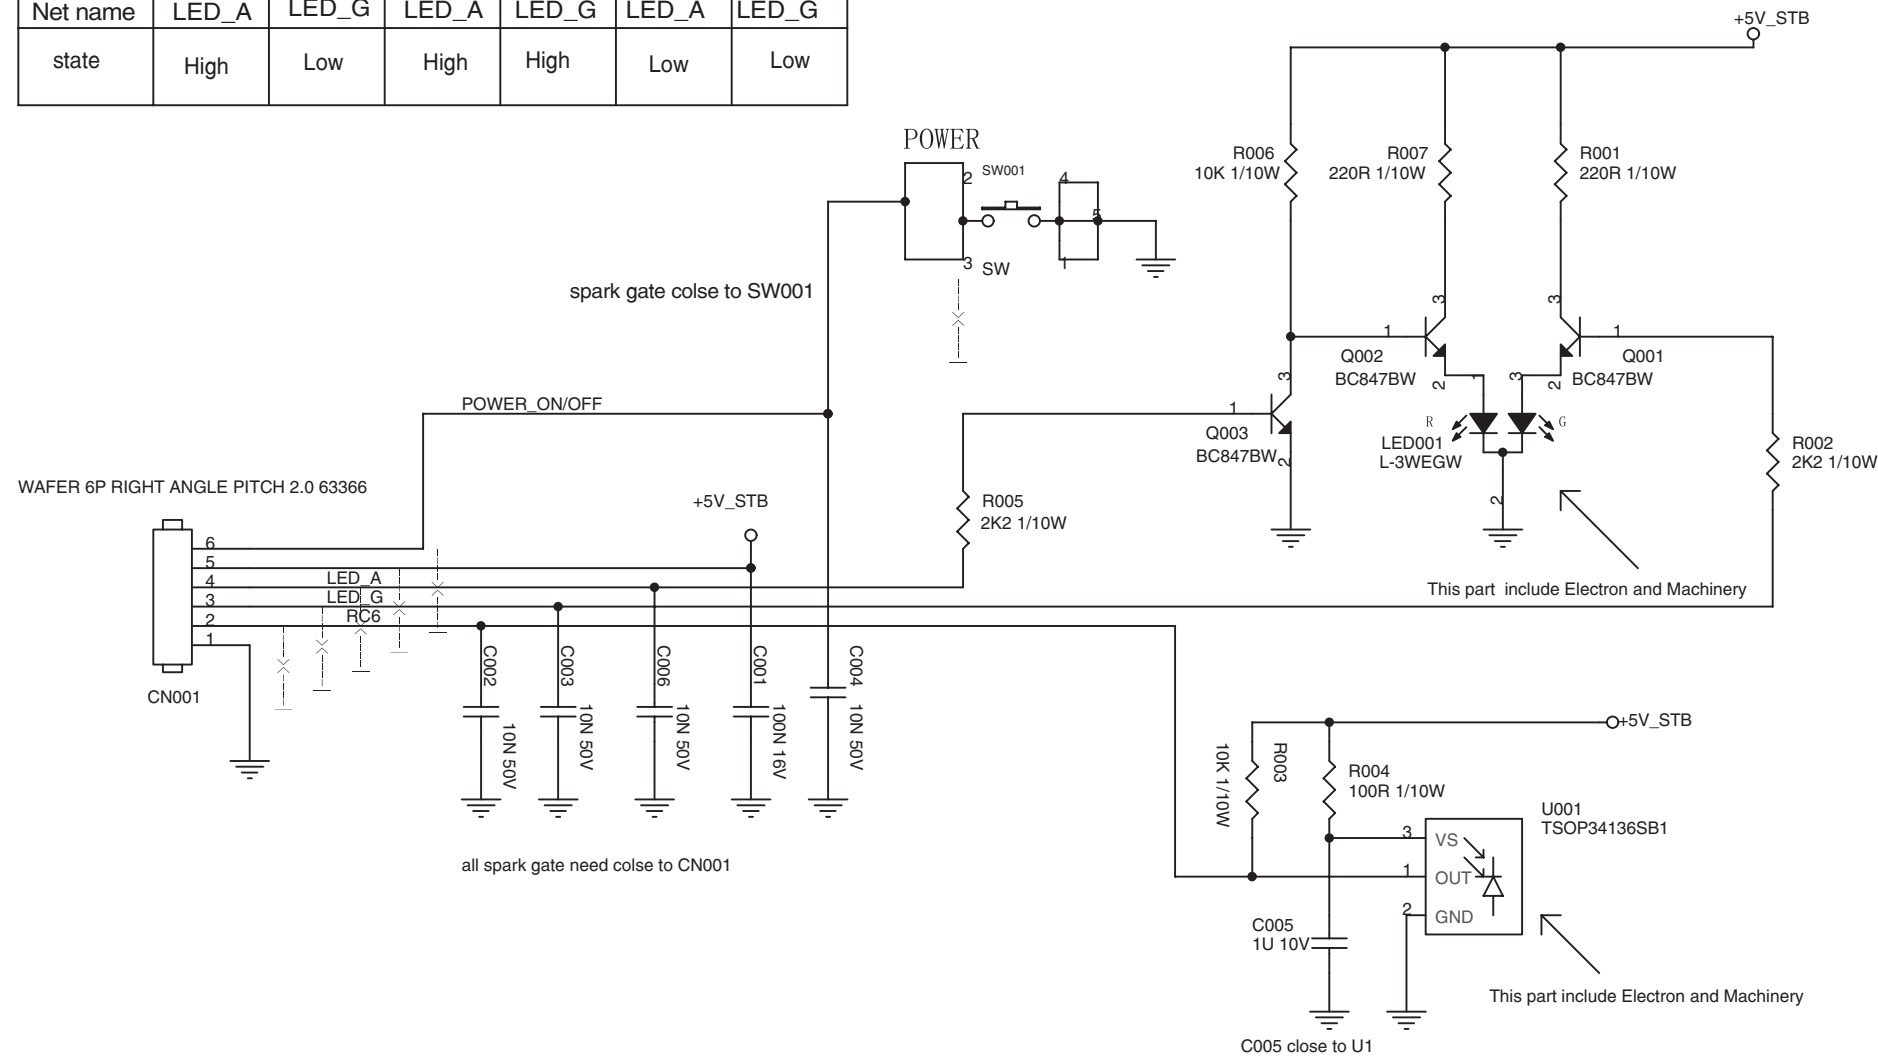 Net name LED_A LED_G LED_A LED_G LED_A LED_G
state High Low High High Low Low
+5V_STB
POWER
2 SW001 4
5
3 SW 1
R006
10K 1/10W
R007
220R 1/10W
R001
220R 1/10W
spark gate colse to SW001
3 3
1 1
Q002
BC847BW
Q001
BC847BW
3 2 1 3 2
POWER_ON/OFF
1
Q003
BC847BW
2
R G
LED001
L-3WEGW
2
R002
2K2 1/10W
WAFER 6P RIGHT ANGLE PITCH 2.0 63366
+5V_STB
R005
2K2 1/10W
6
5
4 LED_A
3 LED_G
2 RC6
1
CN001
This part include Electron and Machinery
C002
10N 50V
C003
10N 50V
C006
10N 50V
C001
100N 16V
C004
10N 50V
+5V_STB
R003
10K 1/10W
R004
100R 1/10W
U001
TSOP34136SB1
3 VS
1 OUT
2 GND
all spark gate need colse to CN001
C005
1U 10V
This part include Electron and Machinery
C005 close to U1